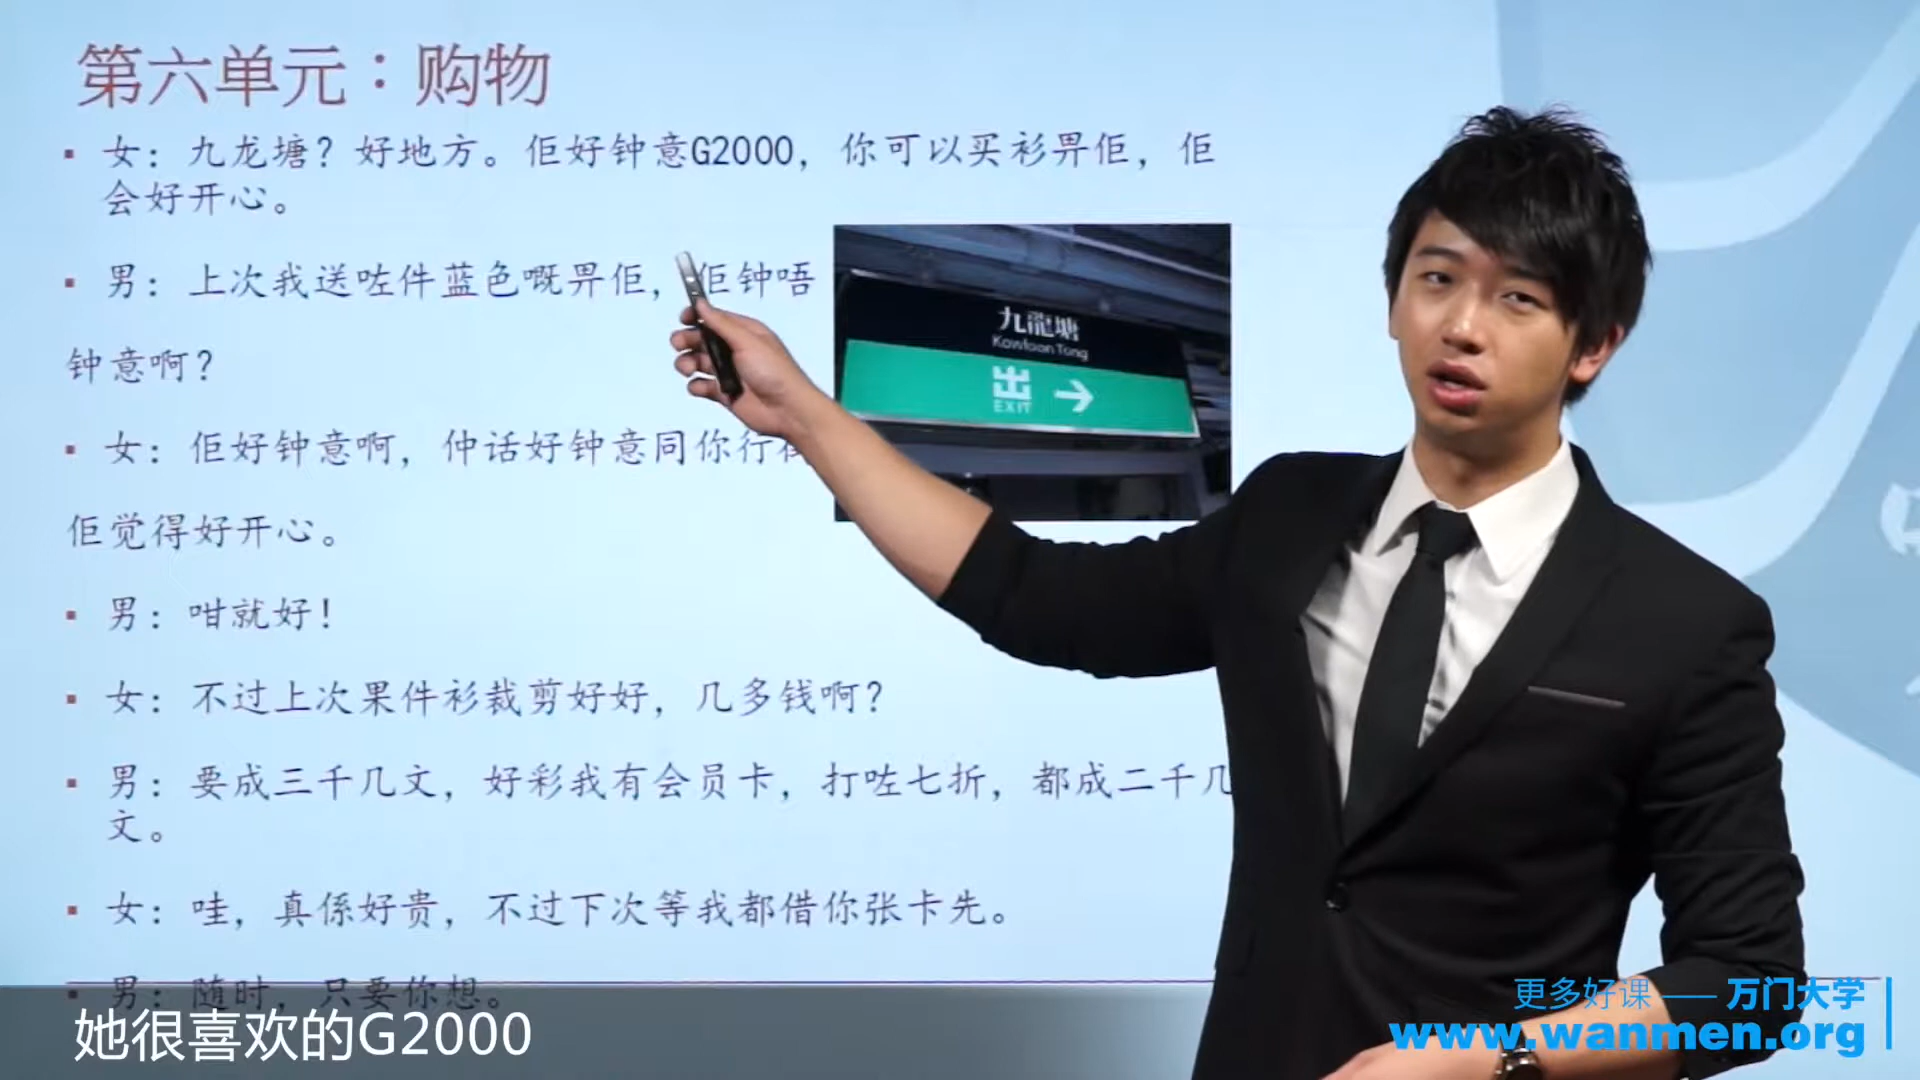 第六单元：购物
▪ 女：九龙塘？好地方。佢好钟意G2000，你可以买衫畀佢，佢
会好开心。
▪ 男：上次我送咗件蓝色嘅畀佢，佢钟唔
钟意啊？
▪ 女：佢好钟意啊，仲话好钟意同你行街
佢觉得好开心。
▪ 男：咁就好！
▪ 女：不过上次果件衫裁剪好好，几多钱啊？
▪ 男：要成三千几文，好彩我有会员卡，打咗七折，都成二千几
文。
▪ 女：哇，真係好贵，不过下次等我都借你张卡先。
▪ 男：随时，只要你想。
九龍塘
Kowloon Tong
出
EXIT
她很喜欢的G2000
更多好课 —— 万门大学
www.wanmen.org